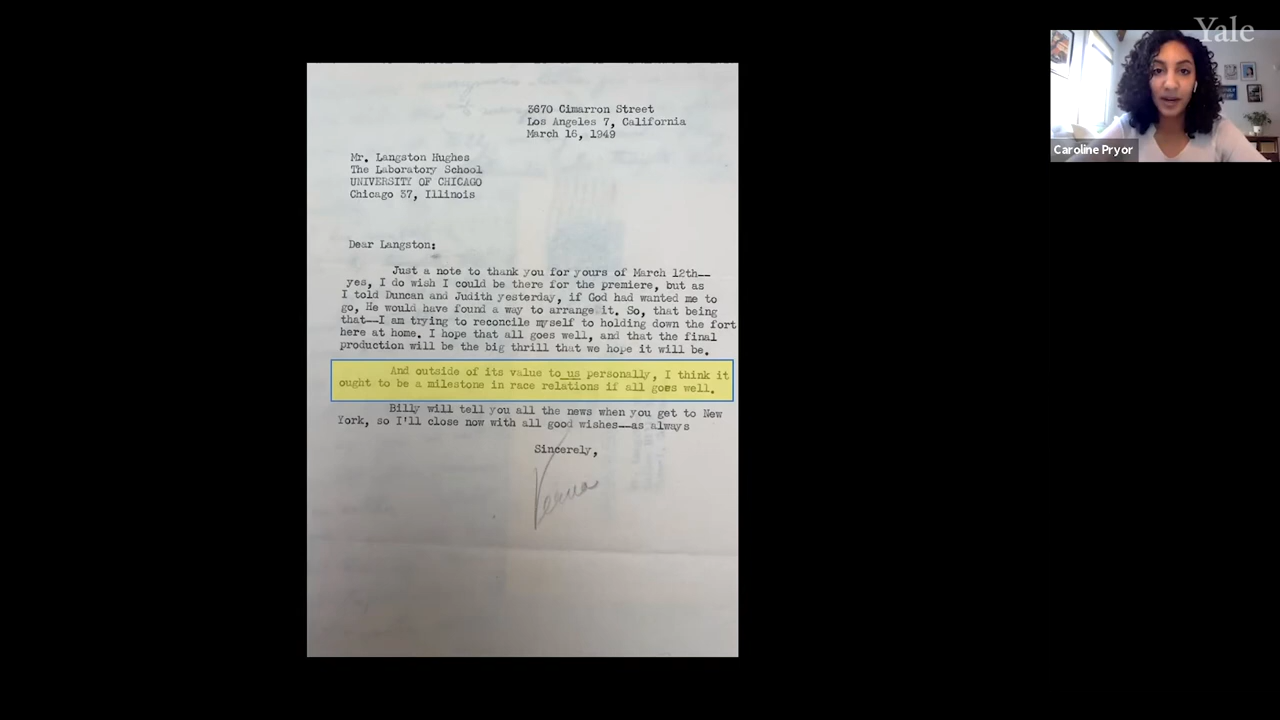 Yale
Caroline Pryor
3670 Cimarron Street
Los Angeles 7, California
March 16, 1949
Mr. Langston Hughes
The Laboratory School
UNIVERSITY OF CHICAGO
Chicago 37, Illinois
Dear Langston:
Just a note to thank you for yours of March 12th—
yes, I do wish I could be there for the premiere, but as
I told Duncan and Judith yesterday, if God had wanted me to
go, He would have found a way to arrange it. So, that being
that—I am trying to reconcile myself to holding down the fort
here at home. I hope that all goes well, and that the final
production will be the big thrill that we hope it will be.
And outside of its value to us personally, I think it
ought to be a milestone in race relations if all goes well.
Billy will tell you all the news when you get to New
York, so I'll close now with all good wishes—as always
Sincerely,
Verna